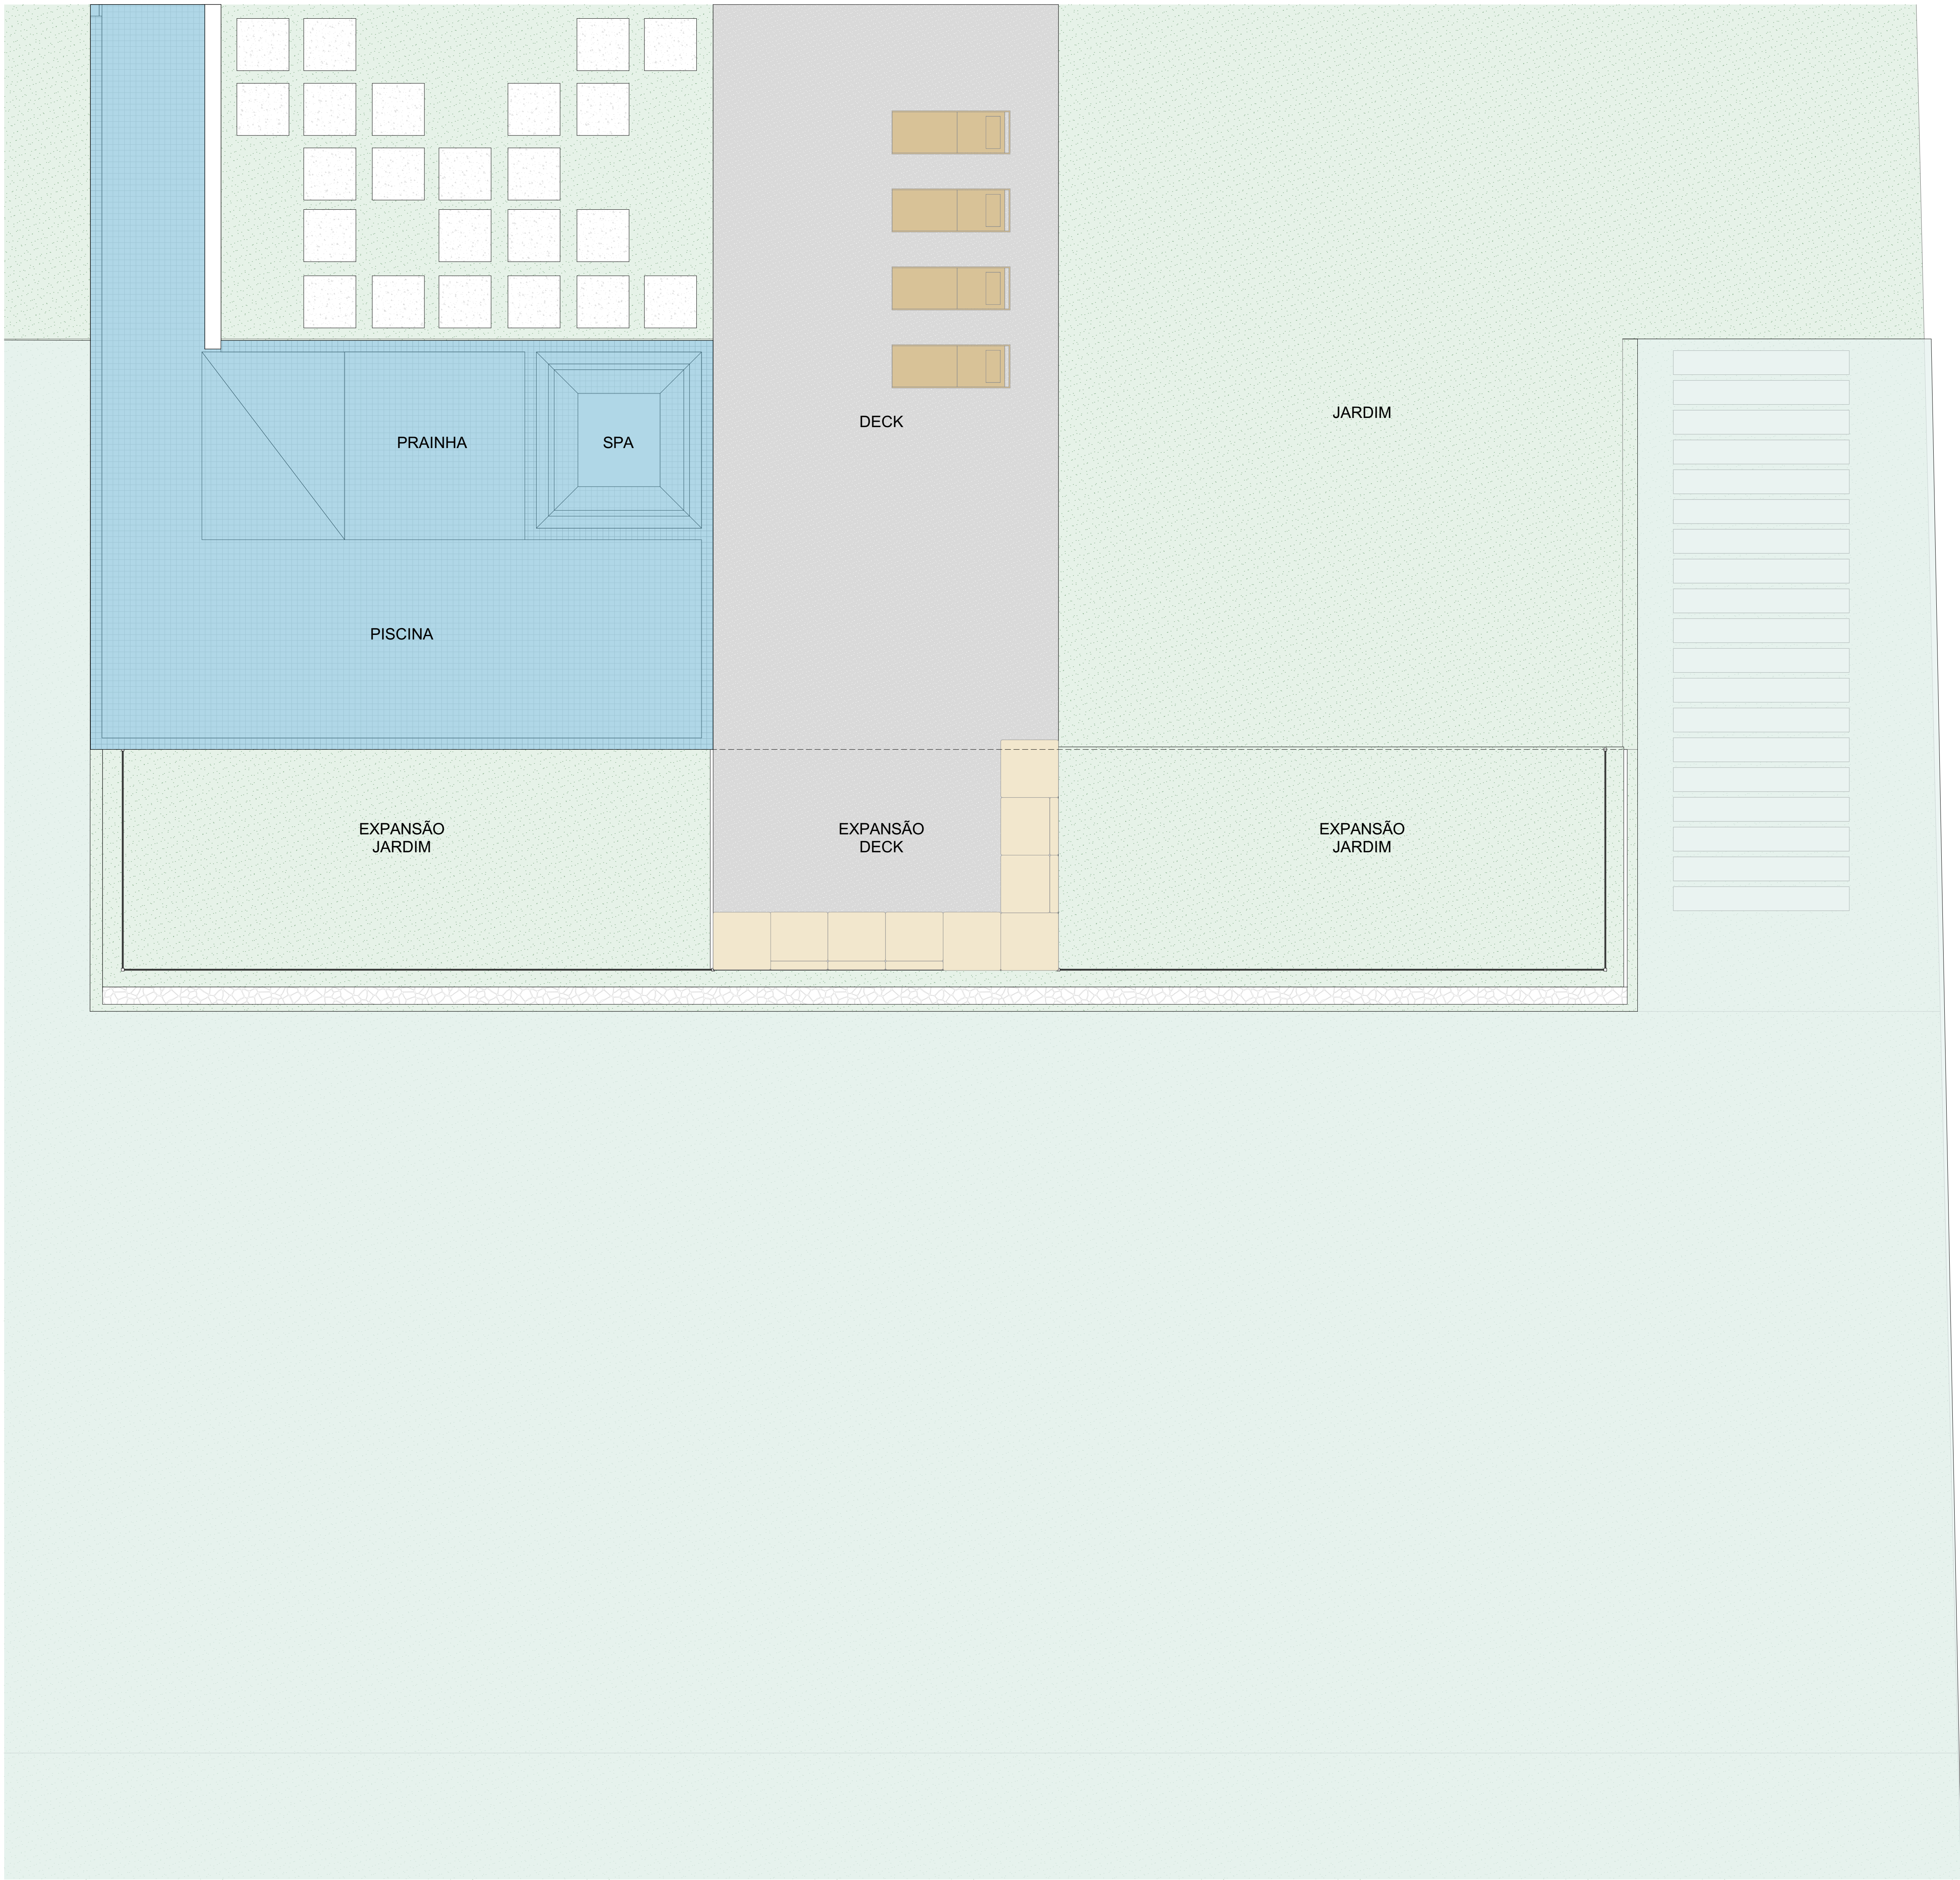 JARDIM
DECK
PRAINHA
SPA
PISCINA
EXPANSÃO
JARDIM
EXPANSÃO
DECK
EXPANSÃO
JARDIM